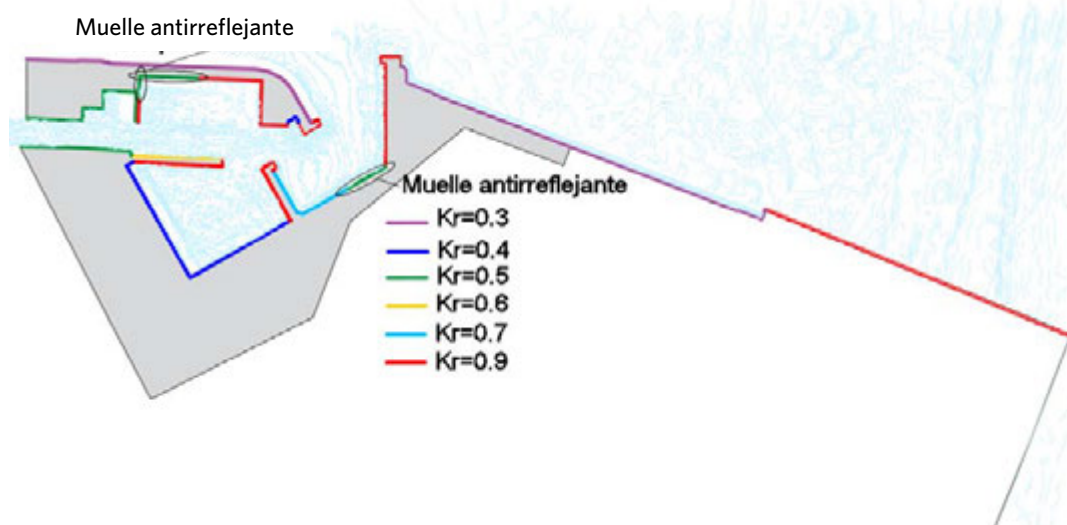 Muelle antirreflejante
Muelle antirreflejante
Kr=0.3
Kr=0.4
Kr=0.5
Kr=0.6
Kr=0.7
Kr=0.9